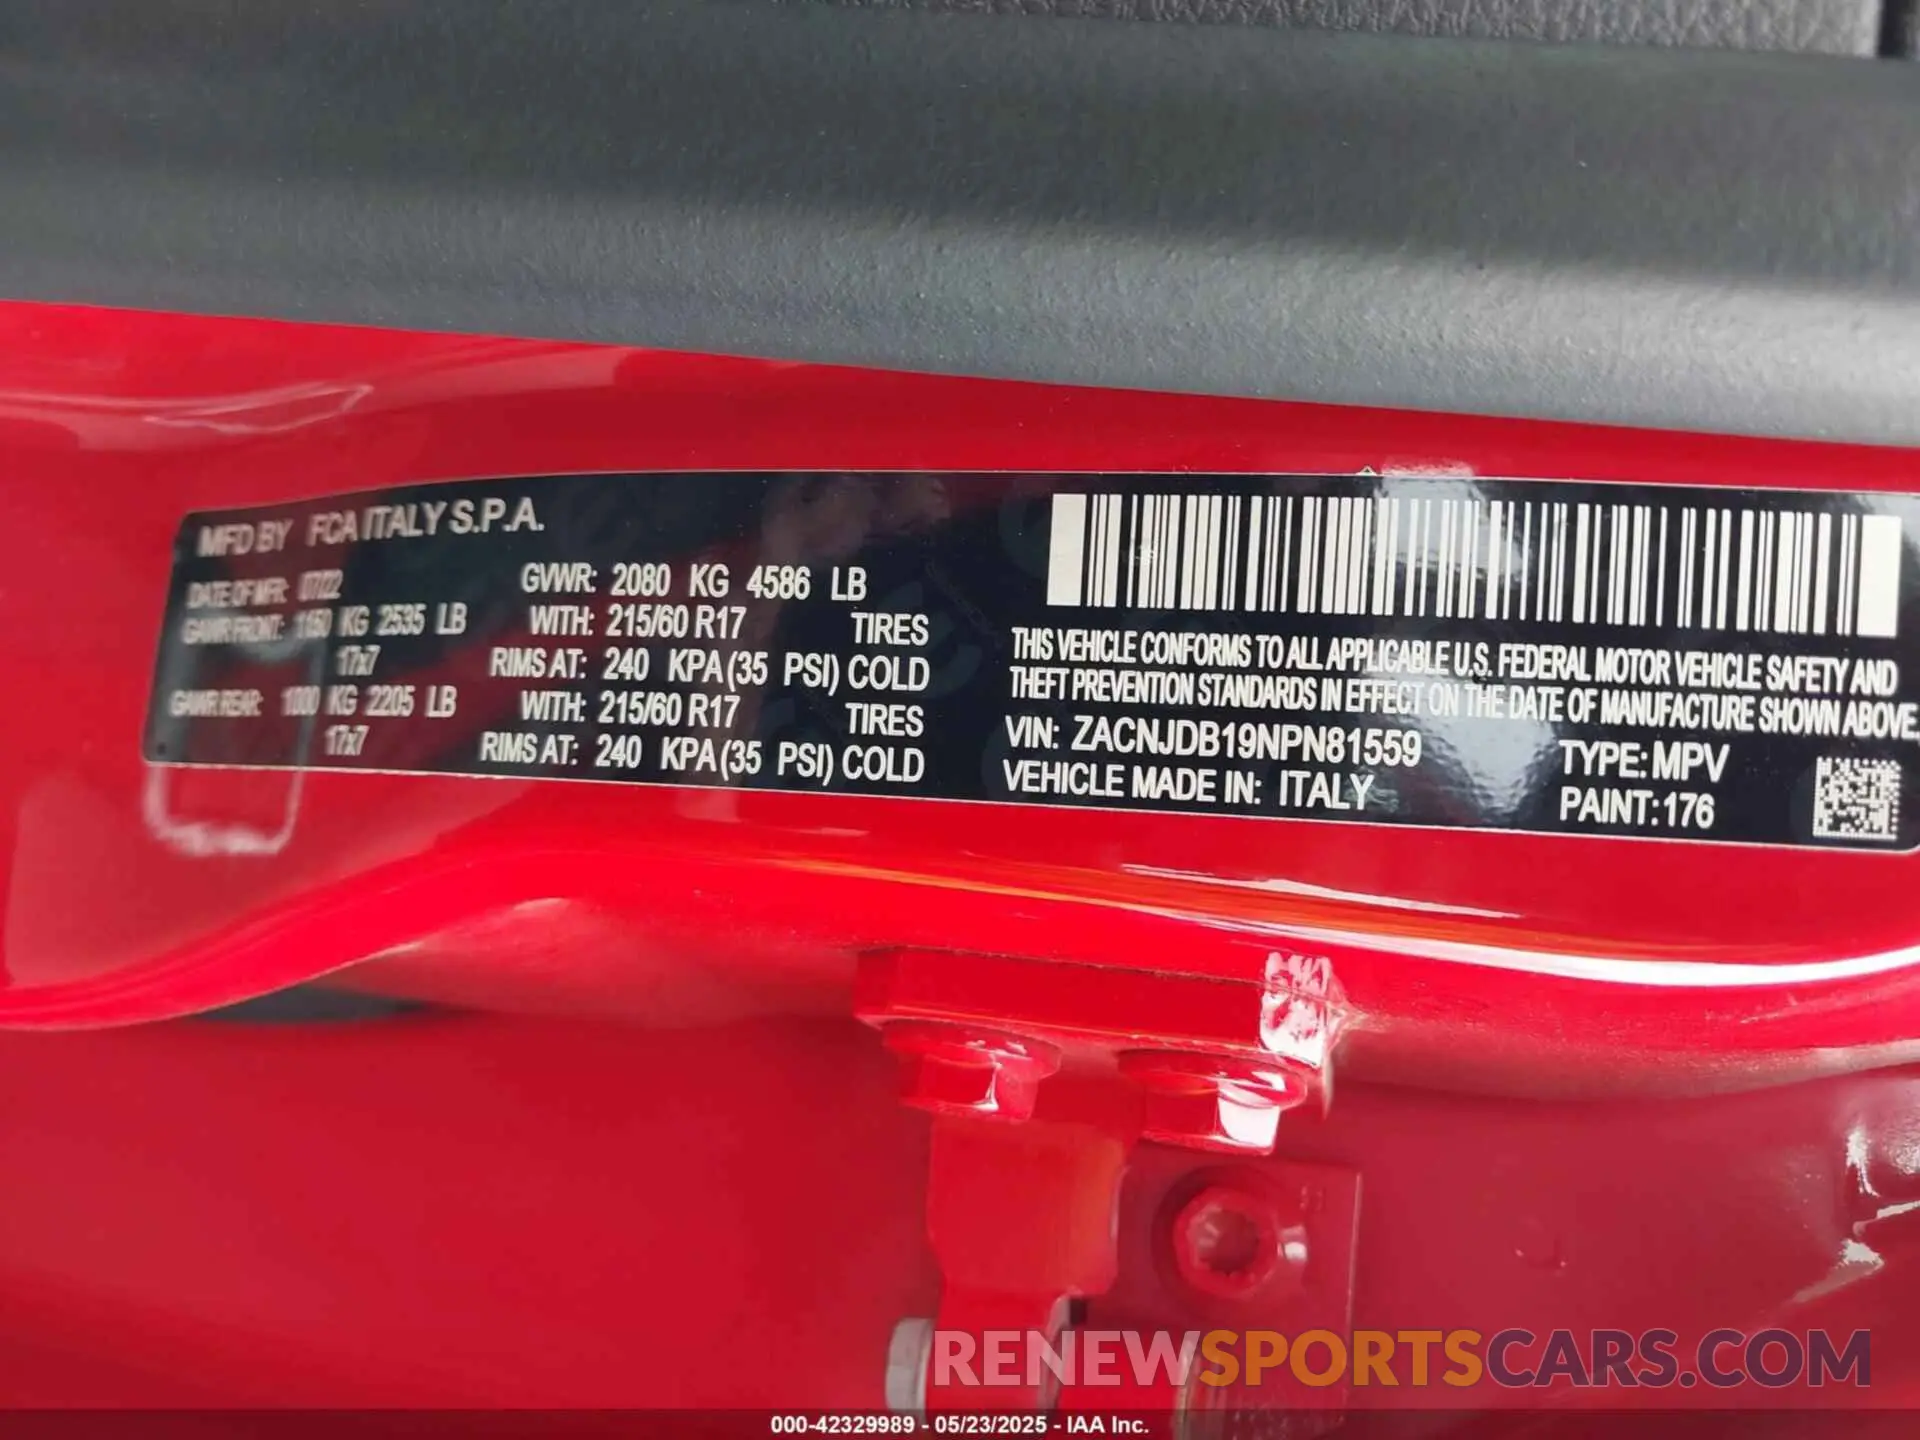 MFD BY FCA ITALY S.P.A.
DATE OF MFR: 07/22 GVWR: 2080 KG 4586 LB
GAWR FRONT: 1150 KG 2535 LB WITH: 215/60 R17 TIRES
17x7 RIMS AT: 240 KPA (35 PSI) COLD
GAWR REAR: 1000 KG 2205 LB WITH: 215/60 R17 TIRES
17x7 RIMS AT: 240 KPA (35 PSI) COLD
THIS VEHICLE CONFORMS TO ALL APPLICABLE U.S. FEDERAL MOTOR VEHICLE SAFETY AND
THEFT PREVENTION STANDARDS IN EFFECT ON THE DATE OF MANUFACTURE SHOWN ABOVE.
VIN: ZACNJDB19NPN81559 TYPE: MPV
VEHICLE MADE IN: ITALY PAINT: 176
RENEWSPORTSCARS.COM
000-42329989 - 05/23/2025 - IAA Inc.